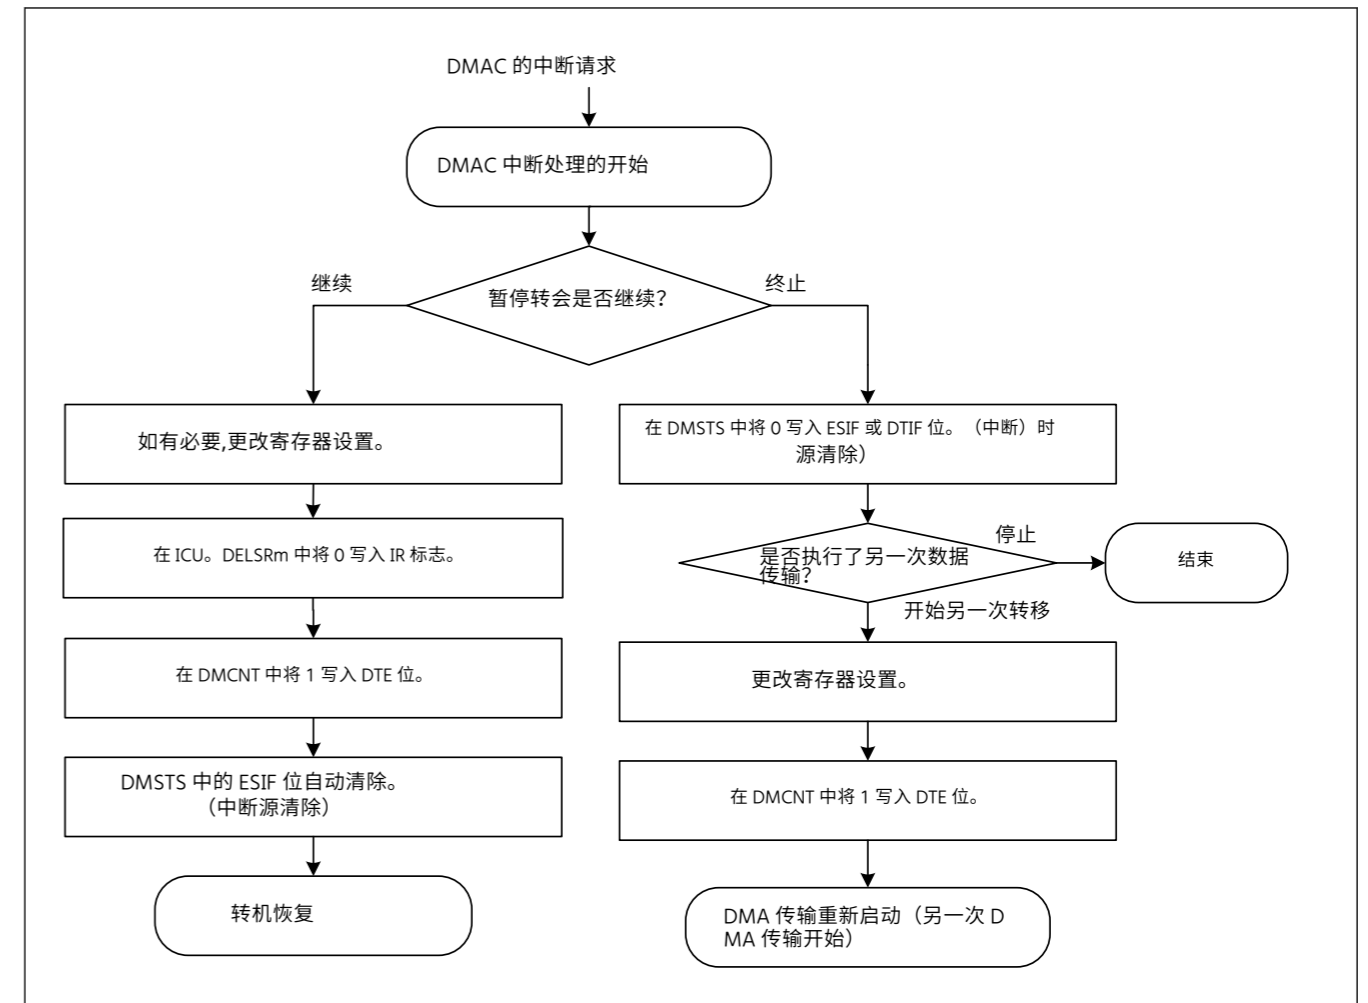 DMAC 的中断请求
DMAC 中断处理的开始
暂停转会是否继续？
继续
终止
如有必要,更改寄存器设置。
在 ICU。DELSRm 中将 0 写入 IR 标志。
在 DMCNT 中将 1 写入 DTE 位。
DMSTS 中的 ESIF 位自动清除。
（中断源清除）
转机恢复
在 DMSTS 中将 0 写入 ESIF 或 DTIF 位。（中断）时
源清除）
是否执行了另一次数据
传输？
停止
结束
开始另一次转移
更改寄存器设置。
在 DMCNT 中将 1 写入 DTE 位。
DMA 传输重新启动（另一次 D
MA 传输开始）